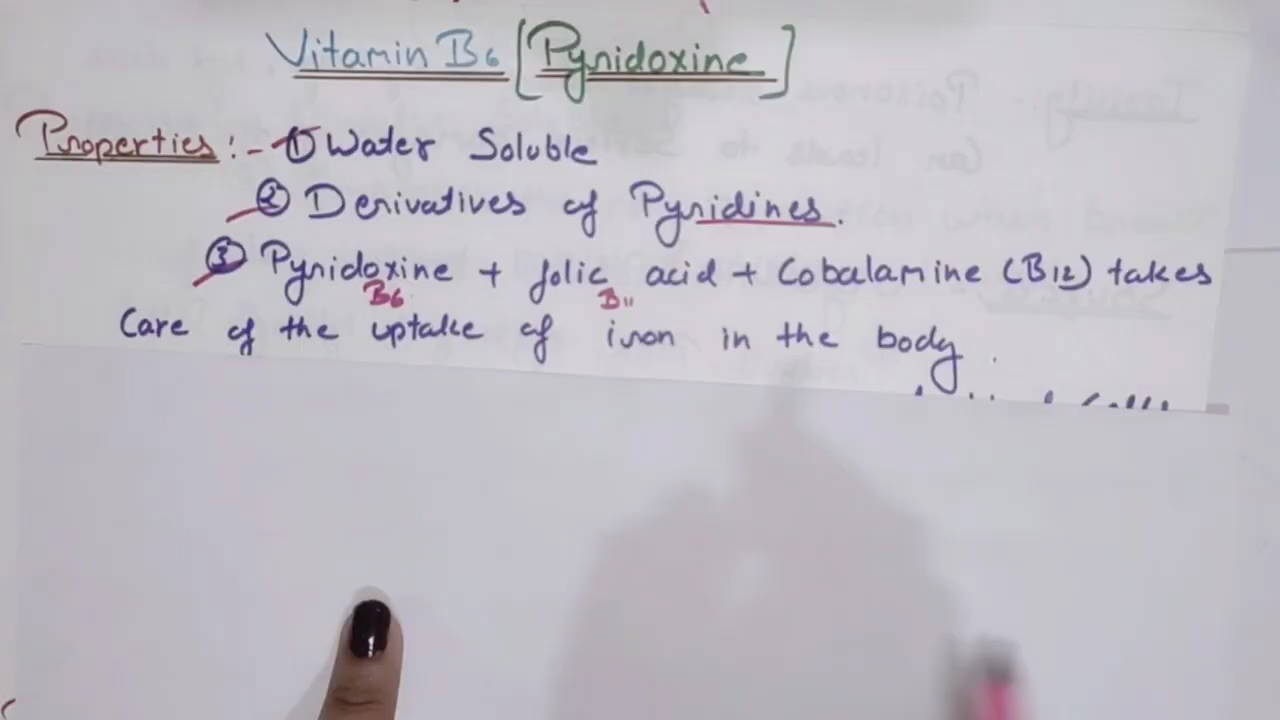 Vitamin B6 [Pyridoxine]
Properties :- ① Water Soluble
② Derivatives of Pyridines.
③ Pyridoxine + folic acid + Cobalamine (B12) takes
B6 B11
Care of the uptake of iron in the body.